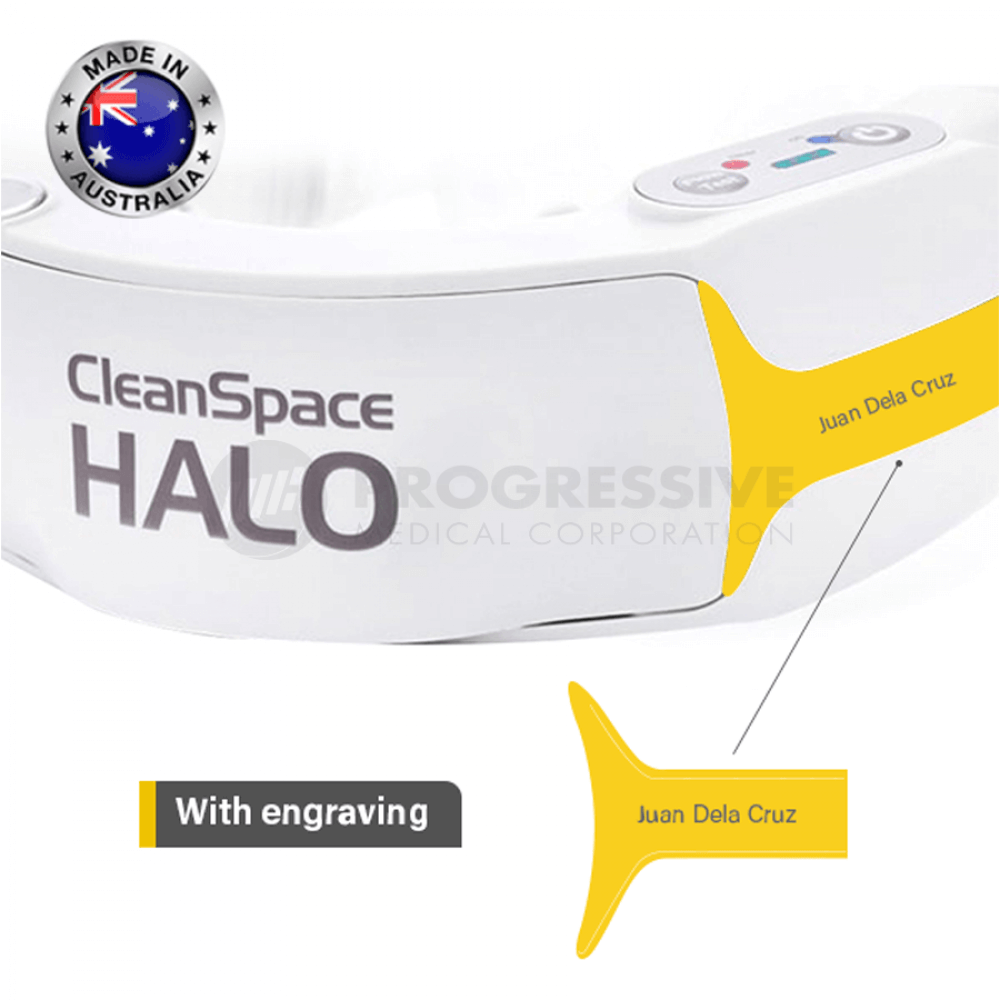 MADE IN
AUSTRALIA
CleanSpace
HALO
PROGRESSIVE
MEDICAL CORPORATION
Juan Dela Cruz
With engraving
Juan Dela Cruz